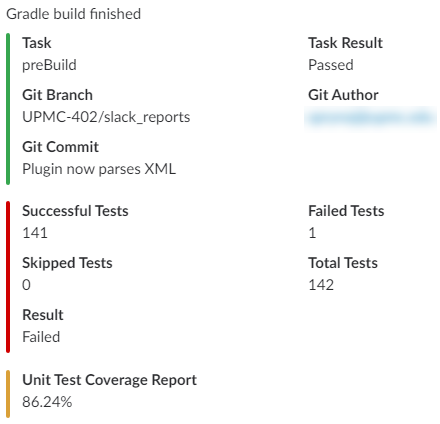 Gradle build finished
Task
Task Result
preBuild
Passed
Git Branch
Git Author
UPMC-402/slack_reports
Git Commit
Plugin now parses XML
Successful Tests
Failed Tests
141
1
Skipped Tests
Total Tests
0
142
Result
Failed
Unit Test Coverage Report
86.24%